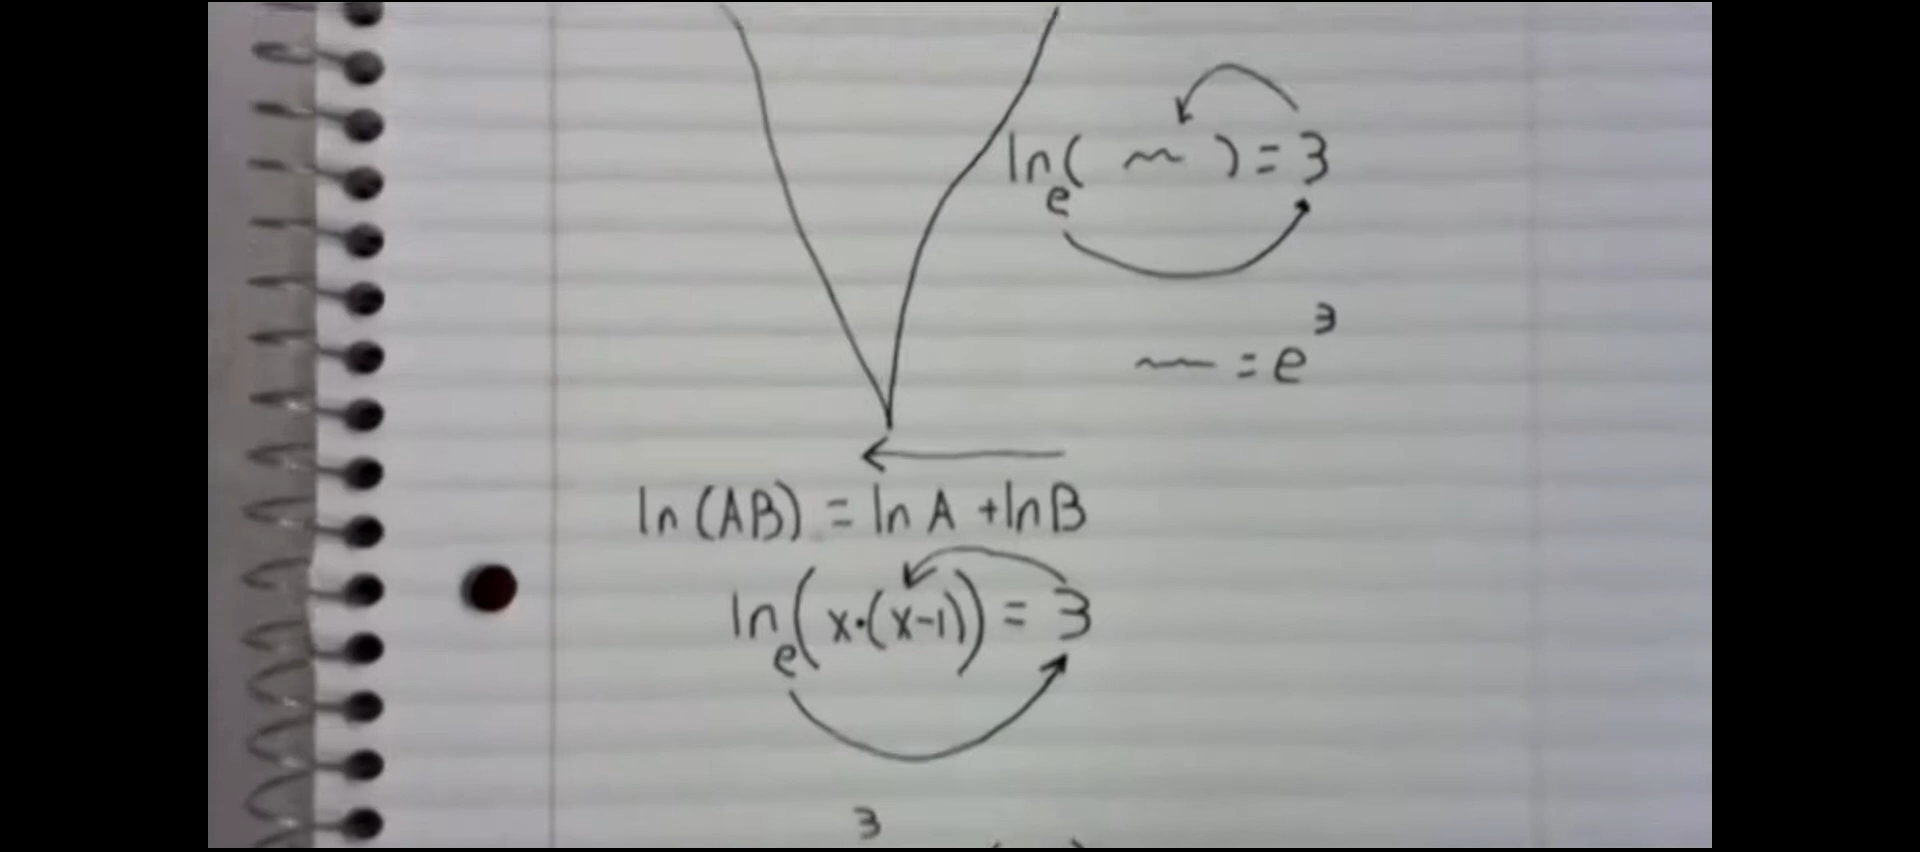 ln e ( ~ ) = 3
~ = e³
ln (AB) = ln A + ln B
ln e (x·(x-1)) = 3
3